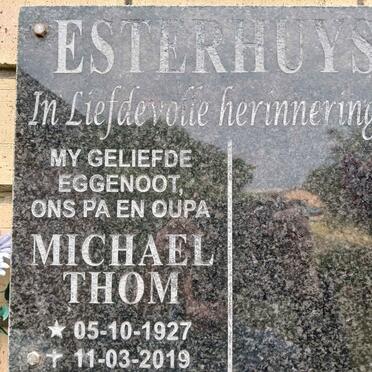 ESTERHUYS
In Liefdevolle herinnering
MY GELIEFDE
EGGENOOT,
ONS PA EN OUPA
MICHAEL
THOM
★ 05-10-1927
✝ 11-03-2019